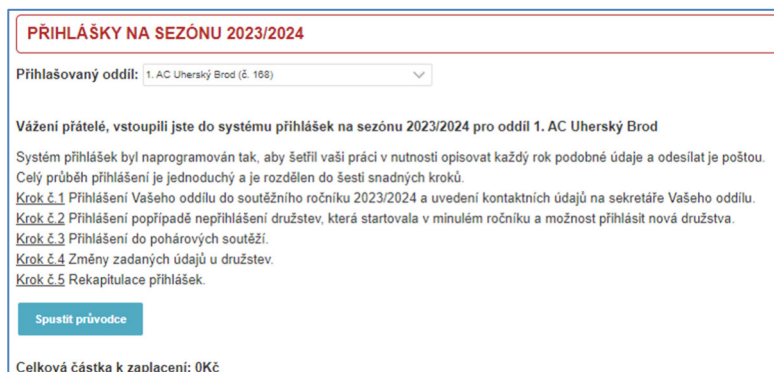 PŘIHLÁŠKY NA SEZÓNU 2023/2024
Přihlašovaný oddíl: 1. AC Uherský Brod (č. 168)
Vážení přátelé, vstoupili jste do systému přihlášek na sezónu 2023/2024 pro oddíl 1. AC Uherský Brod
Systém přihlášek byl naprogramován tak, aby šetřil vaši práci v nutnosti opisovat každý rok podobné údaje a odesílat je poštou.
Celý průběh přihlášení je jednoduchý a je rozdělen do šesti snadných kroků.
Krok č.1 Přihlášení Vašeho oddílu do soutěžního ročníku 2023/2024 a uvedení kontaktních údajů na sekretáře Vašeho oddílu.
Krok č.2 Přihlášení popřípadě nepřihlášení družstev, která startovala v minulém ročníku a možnost přihlásit nová družstva.
Krok č.3 Přihlášení do pohárových soutěží.
Krok č.4 Změny zadaných údajů u družstev.
Krok č.5 Rekapitulace přihlášek.
Spustit průvodce
Celková částka k zaplacení: 0Kč